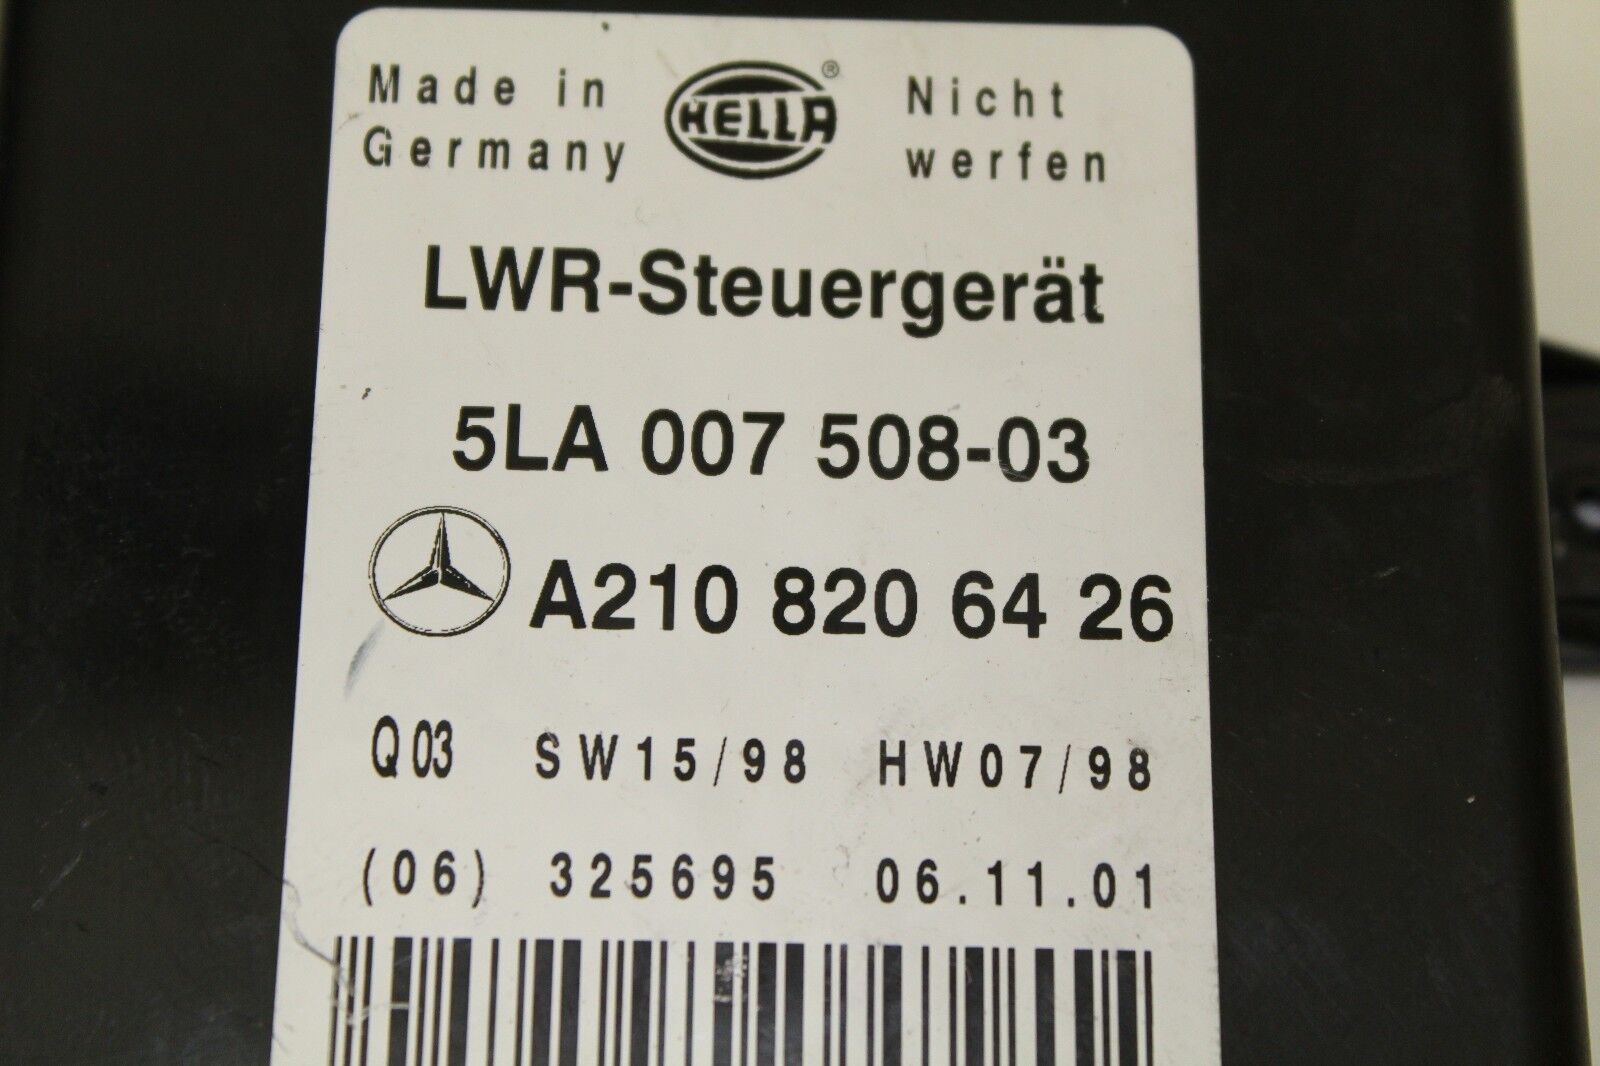 Made in
Germany
HELLA®
Nicht
werfen
LWR-Steuergerät
5LA 007 508-03
A210 820 64 26
Q03 SW15/98 HW07/98
(06) 325695 06.11.01